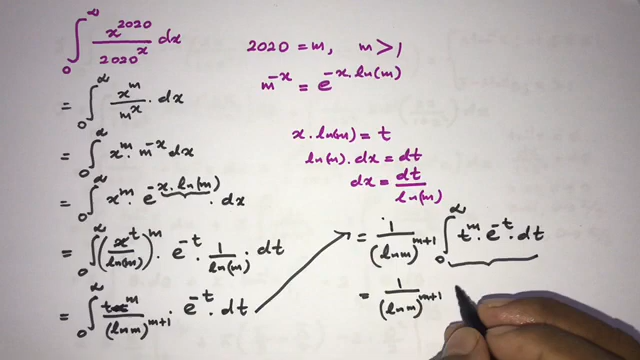 ∫₀^∞ x^2020 / 2020^x dx
= ∫₀^∞ x^m / m^x · dx
= ∫₀^∞ x^m · m^-x dx
= ∫₀^∞ x^m · e^-x·ln(m) · dx
= ∫₀^∞ (t / ln(m))^m · e^-t · 1 / ln(m) · dt
= ∫₀^∞ t^m / (ln m)^m+1 · e^-t · dt
2020 = m, m > 1
m^-x = e^-x·ln(m)
x · ln(m) = t
ln(m) · dx = dt
dx = dt / ln(m)
= 1 / (ln m)^m+1 ∫₀^∞ t^m · e^-t · dt
= 1 / (ln m)^m+1